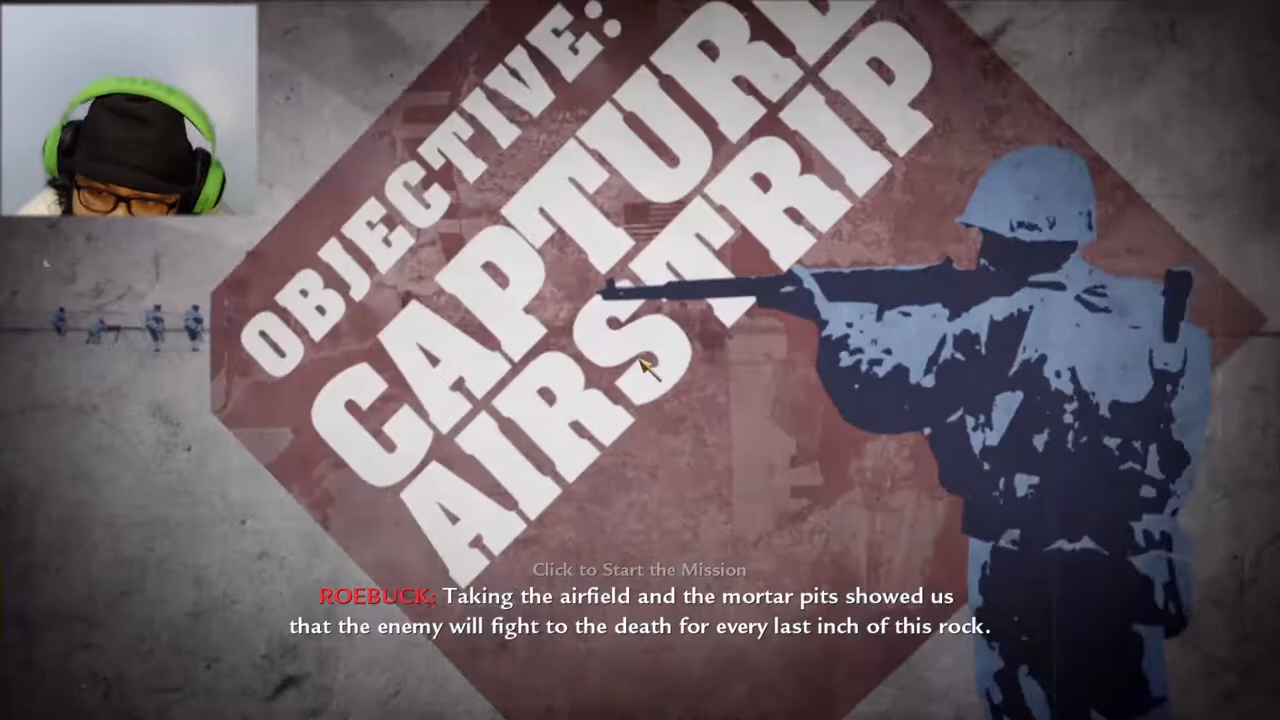 OBJECTIVE:
CAPTURE
AIRSTRIP
Click to Start the Mission
ROEBUCK: Taking the airfield and the mortar pits showed us
that the enemy will fight to the death for every last inch of this rock.